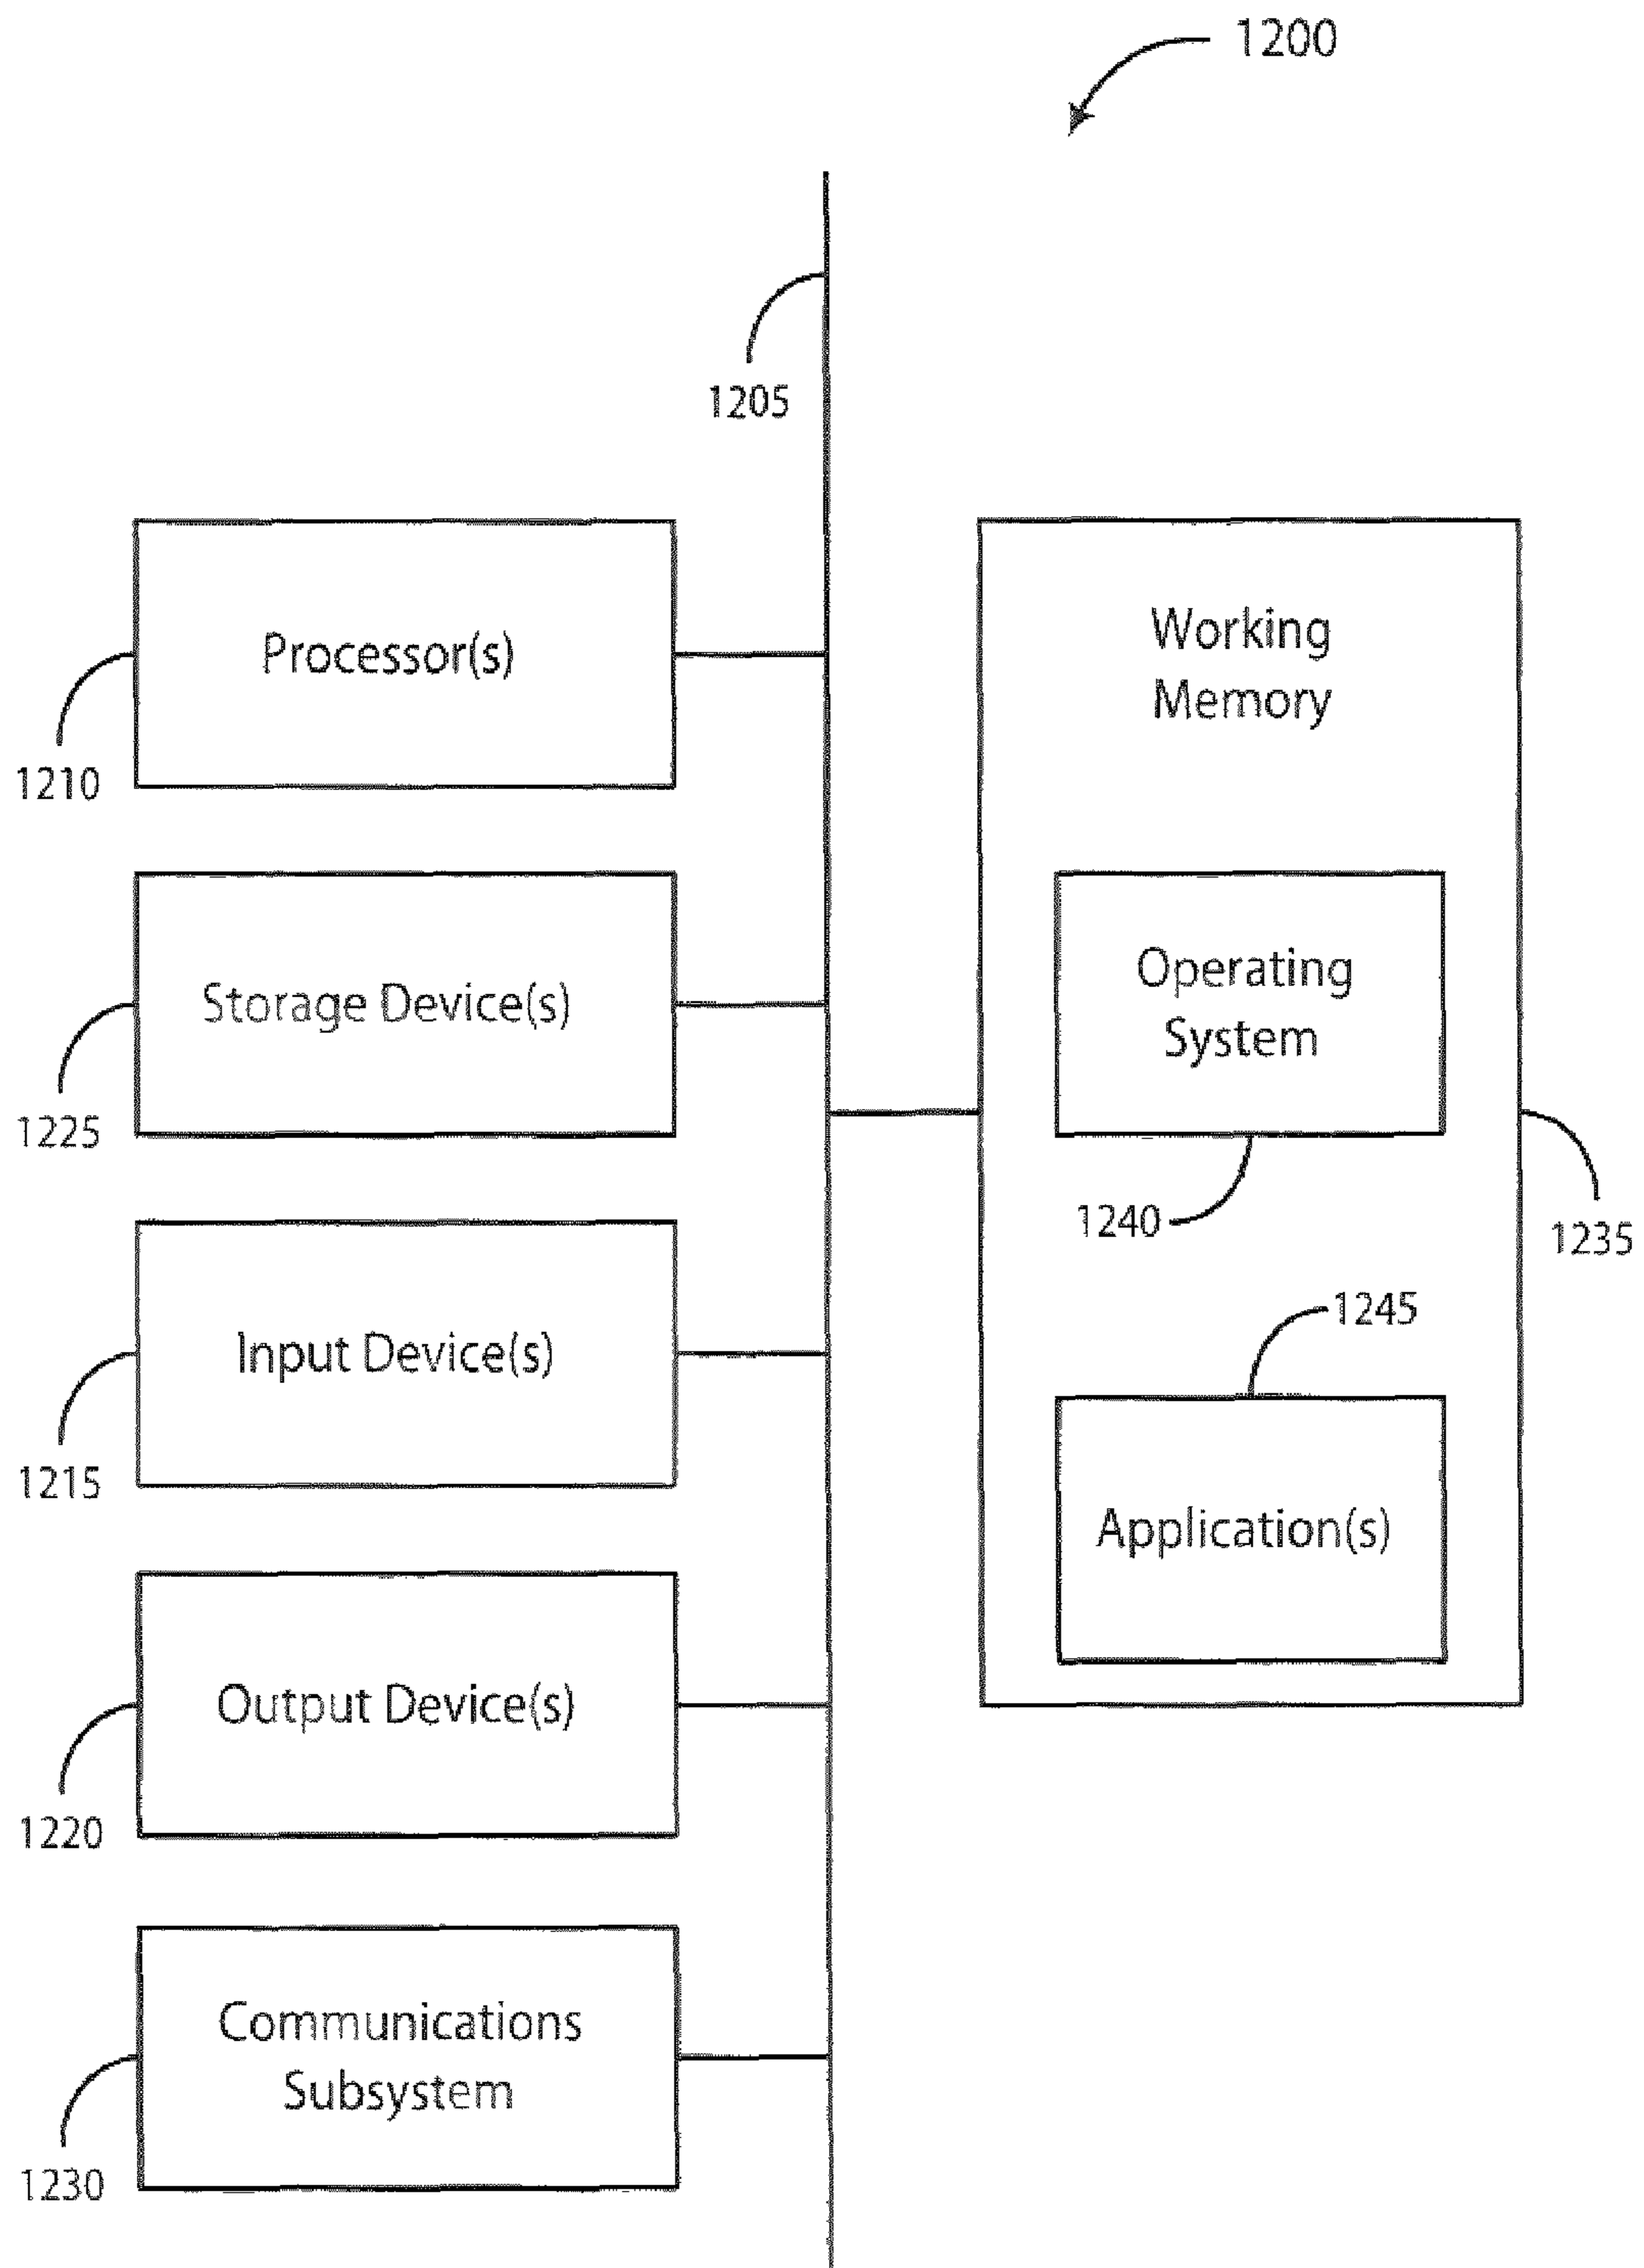 1200
1205
Processor(s)
1210
Storage Device(s)
1225
Input Device(s)
1215
Output Device(s)
1220
Communications
Subsystem
1230
Working
Memory
Operating
System
1240
1235
1245
Application(s)